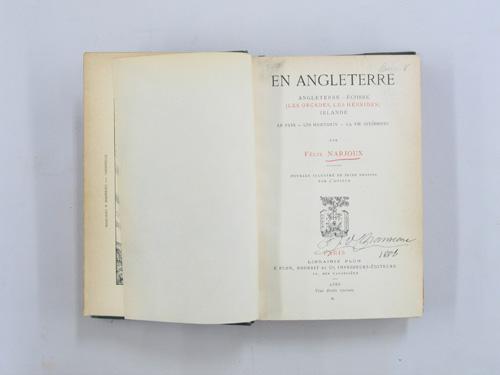 EN ANGLETERRE
ANGLETERRE — ÉCOSSE
(LES ORCADES, LES HÉBRIDES)
IRLANDE
LE PAYS — LES HABITANTS — LA VIE INTÉRIEURE
PAR
FÉLIX NARJOUX
OUVRAGE ILLUSTRÉ DE
PAR L'AUTEUR
PARIS
LIBRAIRIE PLON
E. PLON, NOURRIT ET Cie, IMPRIMEURS-ÉDITEURS
10, RUE GARANCIÈRE
1886
Tous droits réservés